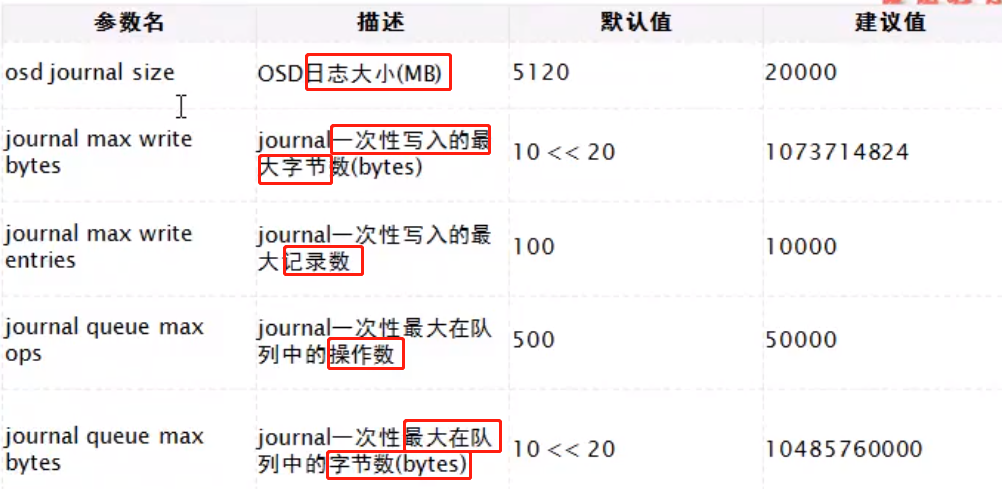 参数名 描述 默认值 建议值
osd journal size OSD日志大小(MB) 5120 20000
journal max write
bytes
journal一次性写入的最
大字节数(bytes)
10 << 20 1073714824
journal max write
entries
journal一次性写入的最
大记录数
100 10000
journal queue max
ops
journal一次性最大在队
列中的操作数
500 50000
journal queue max
bytes
journal一次性最大在队
列中的字节数(bytes)
10 << 20 10485760000